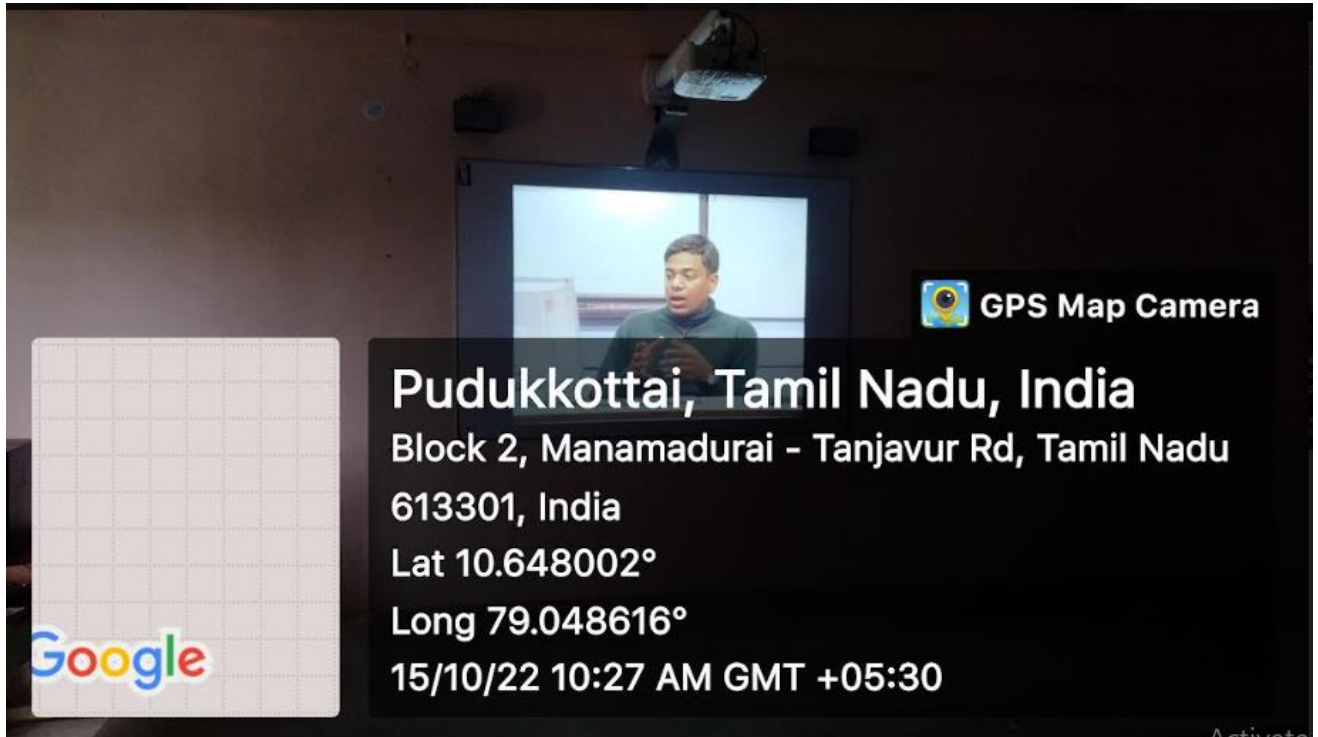 GPS Map Camera
Pudukkottai, Tamil Nadu, India
Block 2, Manamadurai - Tanjavur Rd, Tamil Nadu
613301, India
Lat 10.648002°
Long 79.048616°
15/10/22 10:27 AM GMT +05:30
Google
Activate